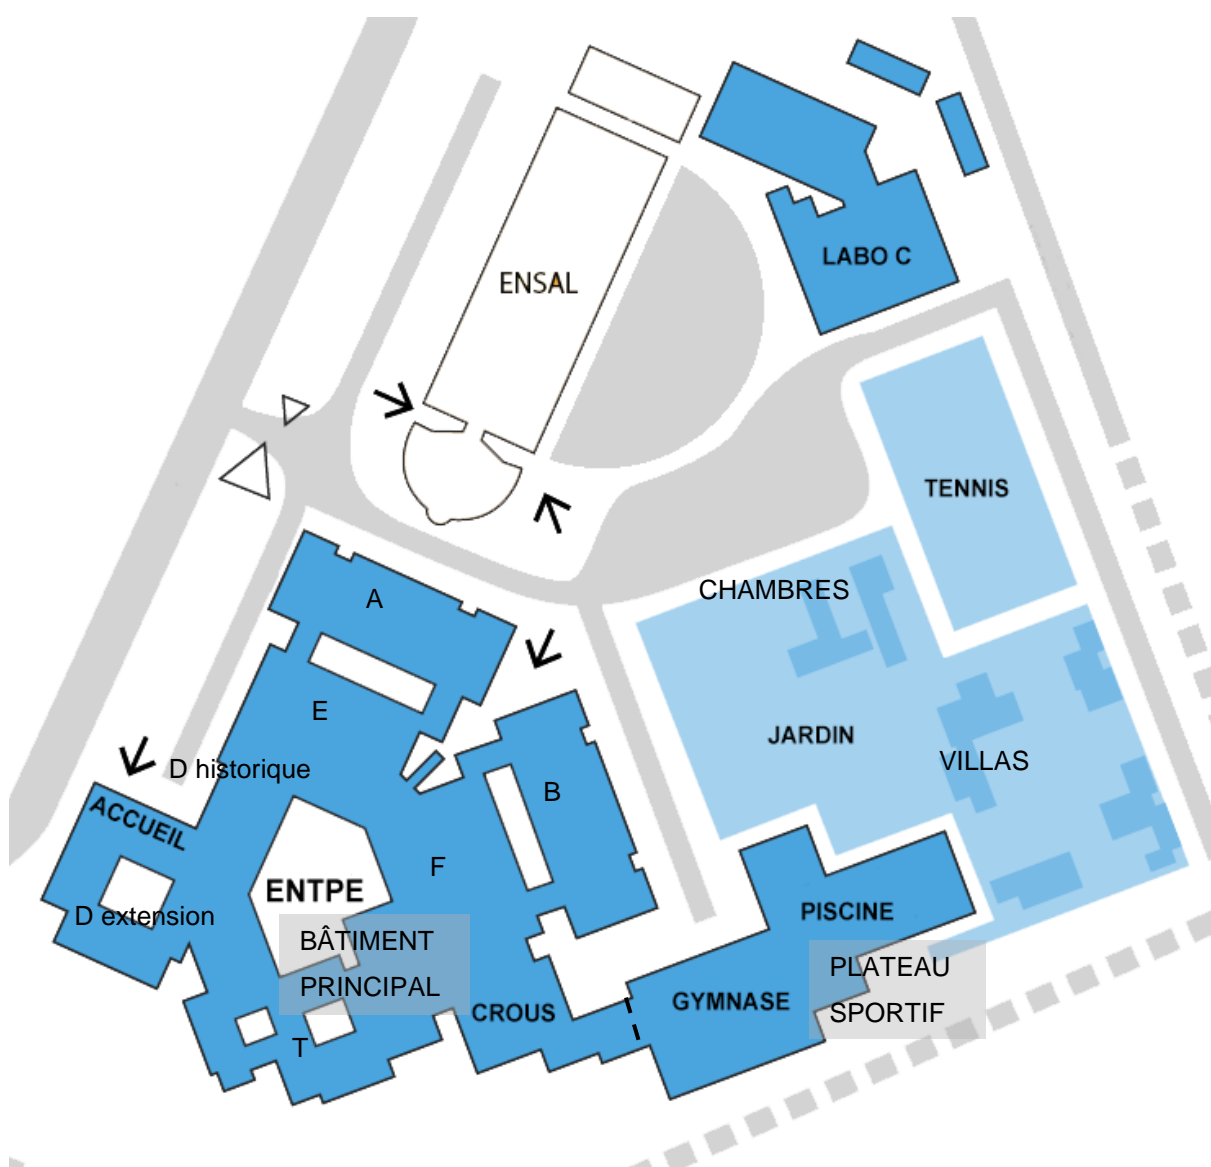 LABO C
ENSAL
TENNIS
CHAMBRES
A
E
JARDIN
VILLAS
D historique
B
ACCUEIL
F
ENTPE
D extension
PISCINE
BÂTIMENT
PRINCIPAL
PLATEAU
SPORTIF
GYMNASE
CROUS
T